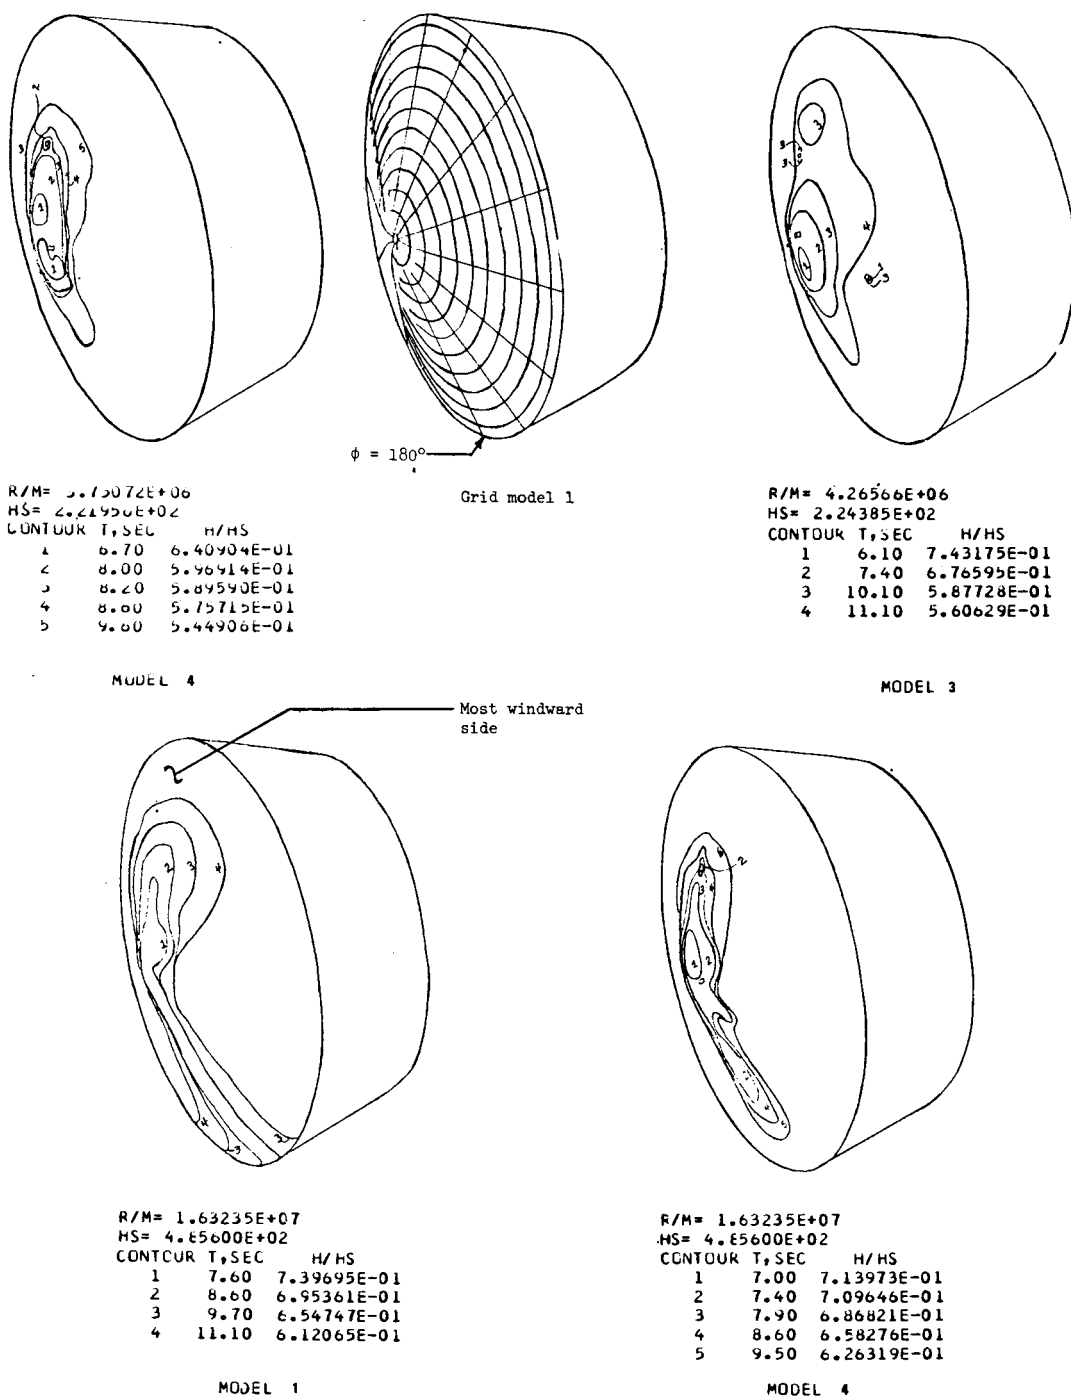 φ = 180°
Grid model 1
HS=
CONTOUR T,SEC H/HS
1 6.70 6.40904E-01
2 8.00 5.96914E-01
3 8.20 5.89590E-01
4 8.60 5.75715E-01
5 9.60 5.44906E-01
MODEL 4
R/M= 4.26566E+06
HS= 2.24385E+02
CONTOUR T,SEC H/HS
1 6.10 7.43175E-01
2 7.40 6.76595E-01
3 10.10 5.87728E-01
4 11.10 5.60629E-01
MODEL 3
Most windward
side
R/M= 1.63235E+07
HS= 4.85600E+02
CONTOUR T,SEC H/HS
1 7.60 7.39695E-01
2 8.60 6.95361E-01
3 9.70 6.54747E-01
4 11.10 6.12065E-01
MODEL 1
R/M= 1.63235E+07
HS= 4.85600E+02
CONTOUR T,SEC H/HS
1 7.00 7.13973E-01
2 7.40 7.09646E-01
3 7.90 6.86821E-01
4 8.60 6.58276E-01
5 9.50 6.26319E-01
MODEL 4